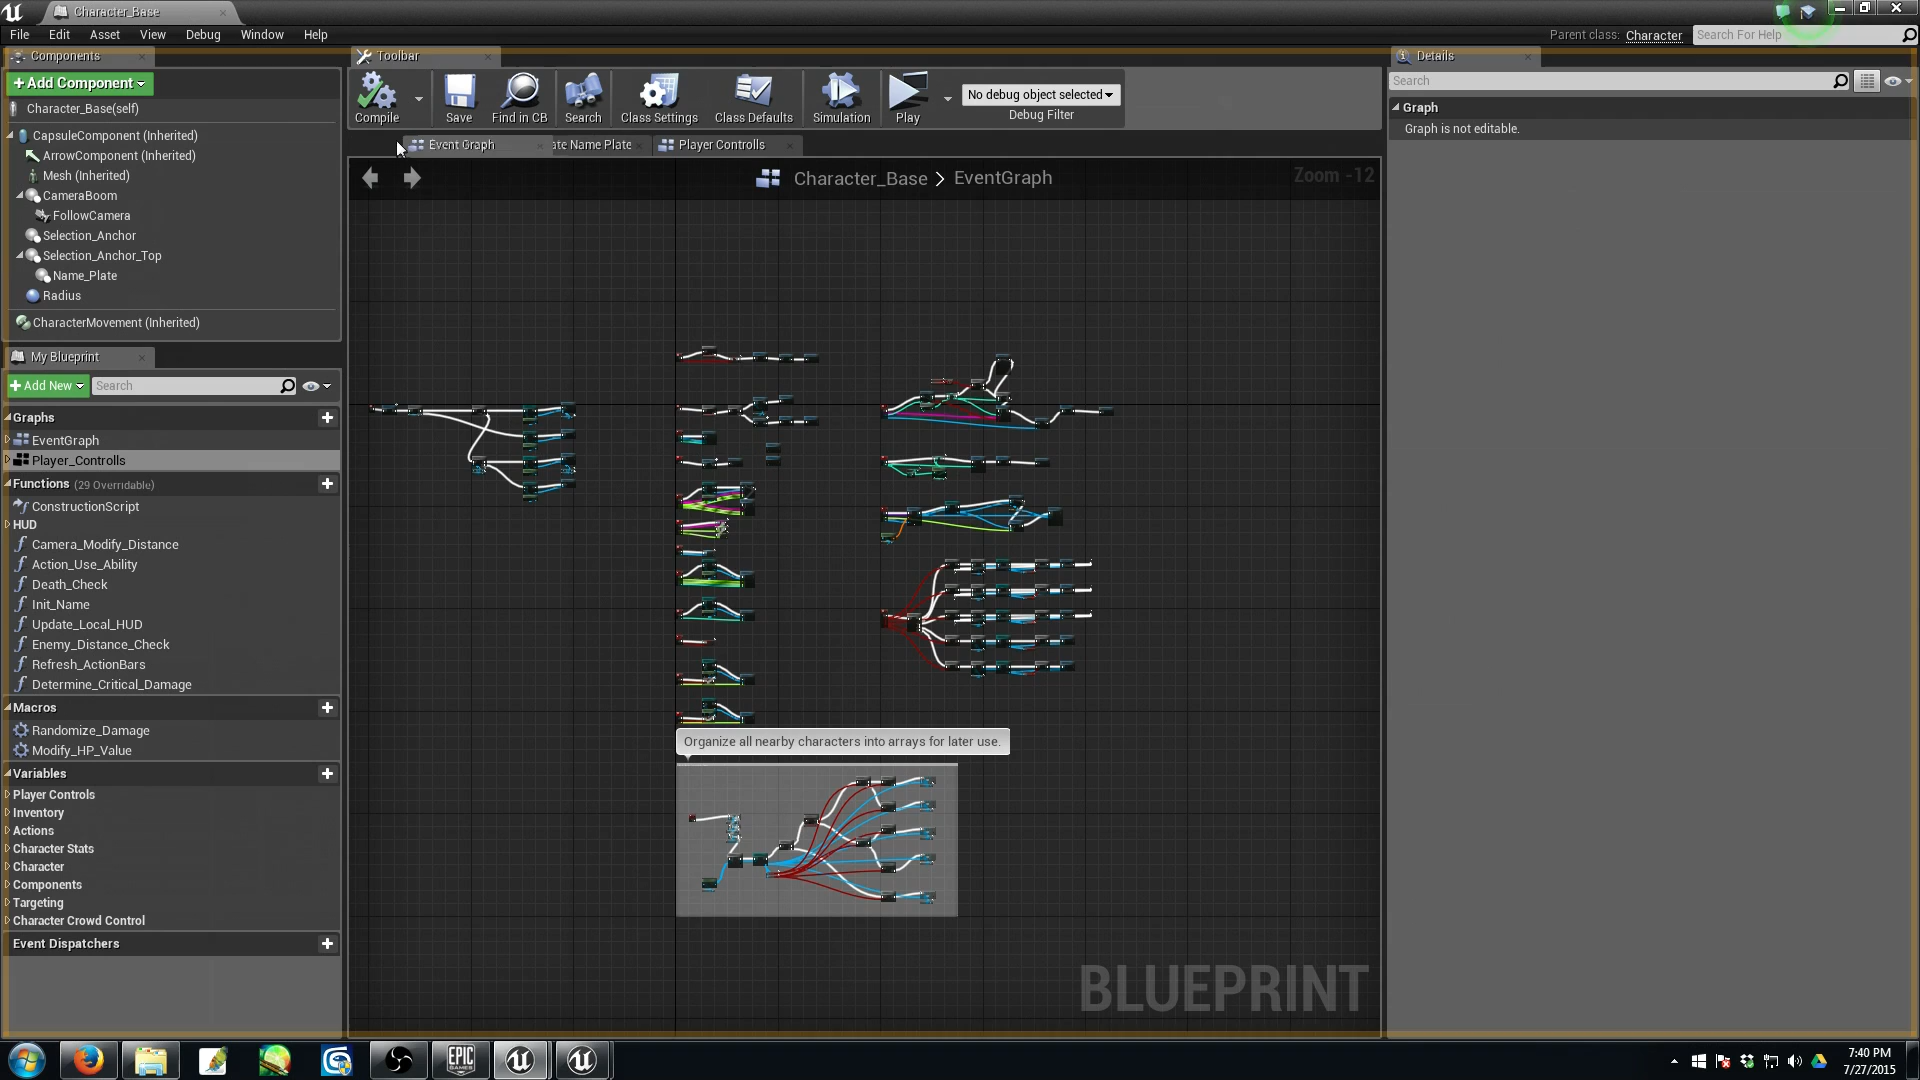 Character_Base
File Edit Asset View Debug Window Help
Parent class: Character
Search For Help
Components
+Add Component
Character_Base(self)
CapsuleComponent (Inherited)
ArrowComponent (Inherited)
Mesh (Inherited)
CameraBoom
FollowCamera
Selection_Anchor
Selection_Anchor_Top
Name_Plate
Radius
CharacterMovement (Inherited)
My Blueprint
+Add New
Search
Graphs
EventGraph
Player_Controlls
Functions (29 Overridable)
ConstructionScript
HUD
Camera_Modify_Distance
Action_Use_Ability
Death_Check
Init_Name
Update_Local_HUD
Enemy_Distance_Check
Refresh_ActionBars
Determine_Critical_Damage
Macros
Randomize_Damage
Modify_HP_Value
Variables
Player Controls
Inventory
Actions
Character Stats
Character
Components
Targeting
Character Crowd Control
Event Dispatchers
Toolbar
Compile
Save
Find in CB
Search
Class Settings
Class Defaults
Simulation
Play
No debug object selected
Debug Filter
Event Graph
ate Name Plate
Player Controlls
Character_Base > EventGraph
Zoom -12
Organize all nearby characters into arrays for later use.
BLUEPRINT
Details
Search
Graph
Graph is not editable.
EPIC
GAMES
7:40 PM
7/27/2015